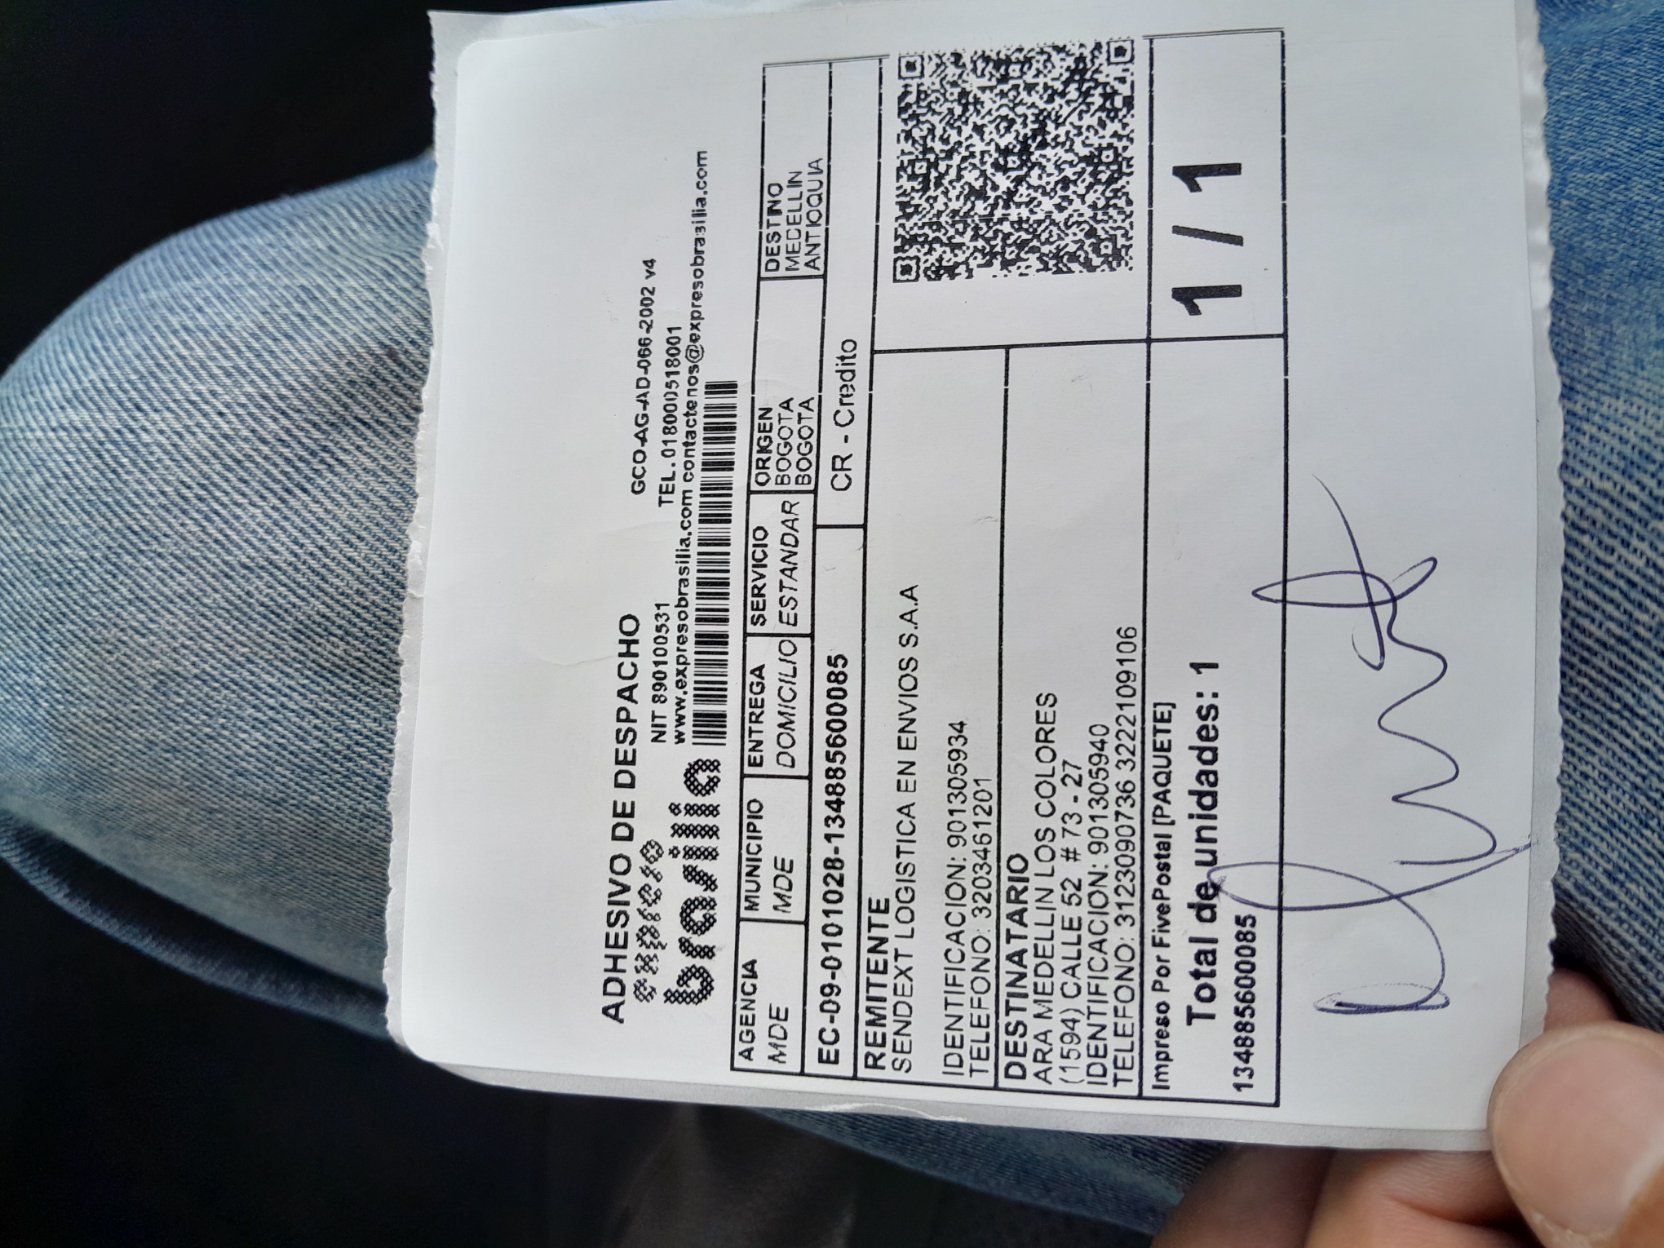 ADHESIVO DE DESPACHO
GCO-AG-AD-066-2002 v4
expreso
brasilia
NIT 890100531
TEL. 018000518001
www.expresobrasilia.com contactenos@expresobrasilia.com
AGENCIA MUNICIPIO ENTREGA SERVICIO ORIGEN DESTINO
MDE MDE DOMICILIO ESTANDAR BOGOTA MEDELLIN
BOGOTA ANTIOQUIA
EC-09-0101028-1348856000085 CR - Credito
REMITENTE
SENDEXT LOGISTICA EN ENVIOS S.A.A
IDENTIFICACION: 901305934
TELEFONO: 3203461201
DESTINATARIO
ARA MEDELLIN LOS COLORES
(1594) CALLE 52 # 73 - 27
IDENTIFICACION: 901305940
TELEFONO: 3123090736 3222109106
Impreso Por FivePostal [PAQUETE]
Total de unidades: 1
1348856000085
1 / 1